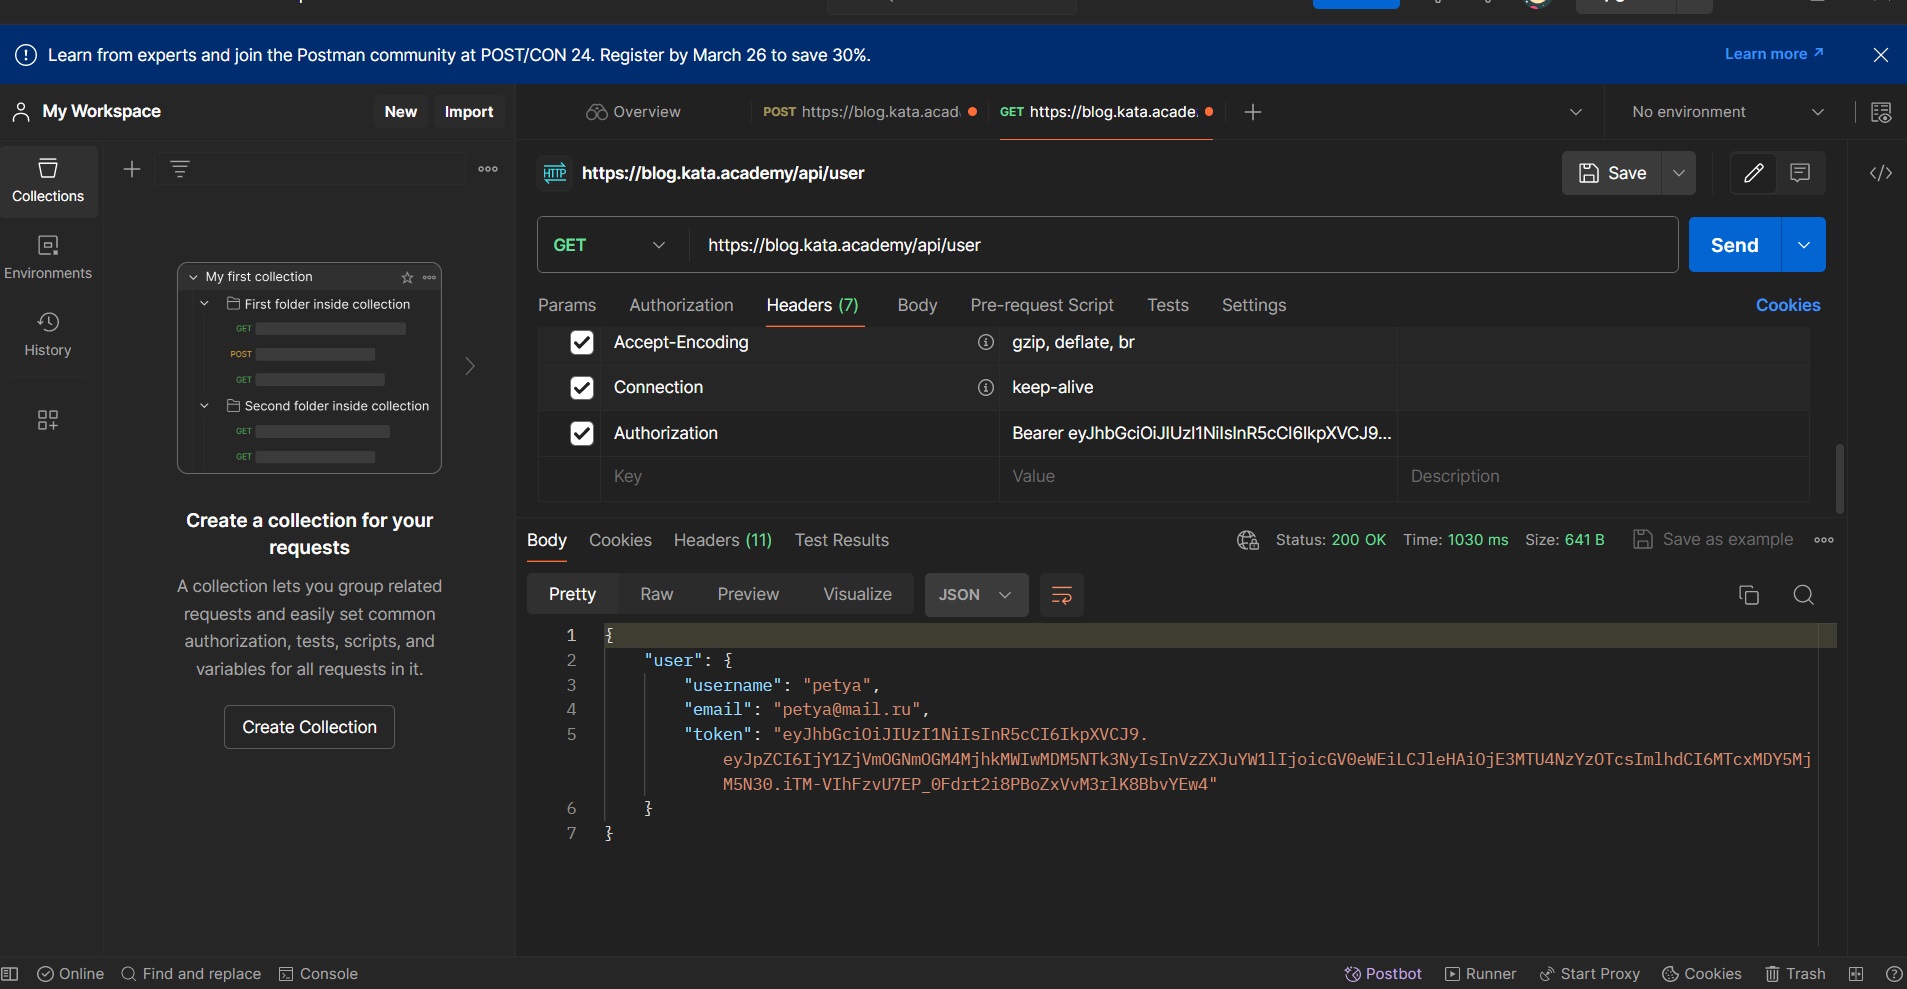 Learn from experts and join the Postman community at POST/CON 24. Register by March 26 to save 30%.
Learn more
My Workspace
New
Import
Overview
POST https://blog.kata.acad
GET https://blog.kata.acade.
No environment
Collections
Environments
History
My first collection
First folder inside collection
GET
POST
GET
Second folder inside collection
GET
GET
Create a collection for your
requests
A collection lets you group related
requests and easily set common
authorization, tests, scripts, and
variables for all requests in it.
Create Collection
HTTP
https://blog.kata.academy/api/user
Save
GET
https://blog.kata.academy/api/user
Send
Params
Authorization
Headers (7)
Body
Pre-request Script
Tests
Settings
Cookies
Accept-Encoding
gzip, deflate, br
Connection
keep-alive
Authorization
Bearer eyJhbGciOiJIUzI1NiIsInR5cCI6IkpXVCJ9...
Key
Value
Description
Body
Cookies
Headers (11)
Test Results
Status: 200 OK
Time: 1030 ms
Size: 641 B
Save as example
Pretty
Raw
Preview
Visualize
JSON
1 {
2 "user": {
3 "username": "petya",
4 "email": "petya@mail.ru",
5 "token": "eyJhbGciOiJIUzI1NiIsInR5cCI6IkpXVCJ9.
eyJpZCI6IjY1ZjVmOGNmOGM4MjhkMWIwMDM5NTk3NyIsInVzZXJuYW1lIjoicGV0eWEiLCJleHAiOjE3MTU4NzYzOTcsImlhdCI6MTcxMDY5Mj
M5N30.iTM-VIhFzvU7EP_0Fdrt2i8PBoZxVvM3rlK8BbvYEw4"
6 }
7 }
Online
Find and replace
Console
Postbot
Runner
Start Proxy
Cookies
Trash